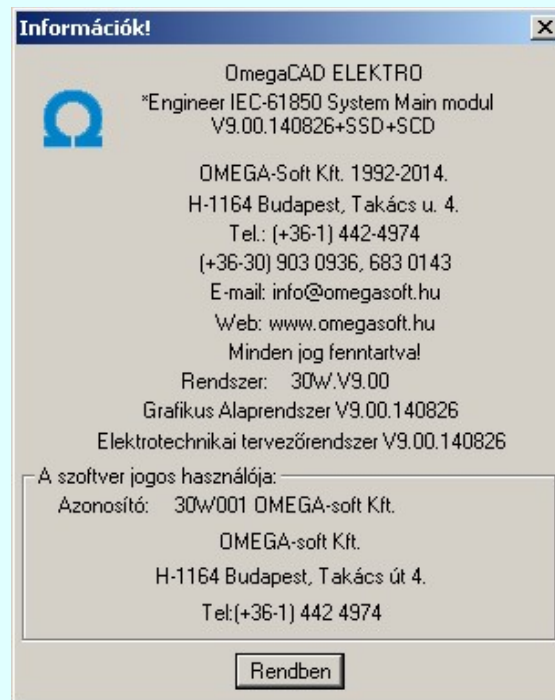 Információk!
OmegaCAD ELEKTRO
*Engineer IEC-61850 System Main modul
V9.00.140826+SSD+SCD
OMEGA-Soft Kft. 1992-2014.
H-1164 Budapest, Takács u. 4.
Tel.: (+36-1) 442-4974
(+36-30) 903 0936, 683 0143
E-mail: info@omegasoft.hu
Web: www.omegasoft.hu
Minden jog fenntartva!
Rendszer: 30W.V9.00
Grafikus Alaprendszer V9.00.140826
Elektrotechnikai tervezőrendszer V9.00.140826
A szoftver jogos használója:
Azonosító: 30W001 OMEGA-soft Kft.
OMEGA-soft Kft.
H-1164 Budapest, Takács út 4.
Tel:(+36-1) 442 4974
Rendben